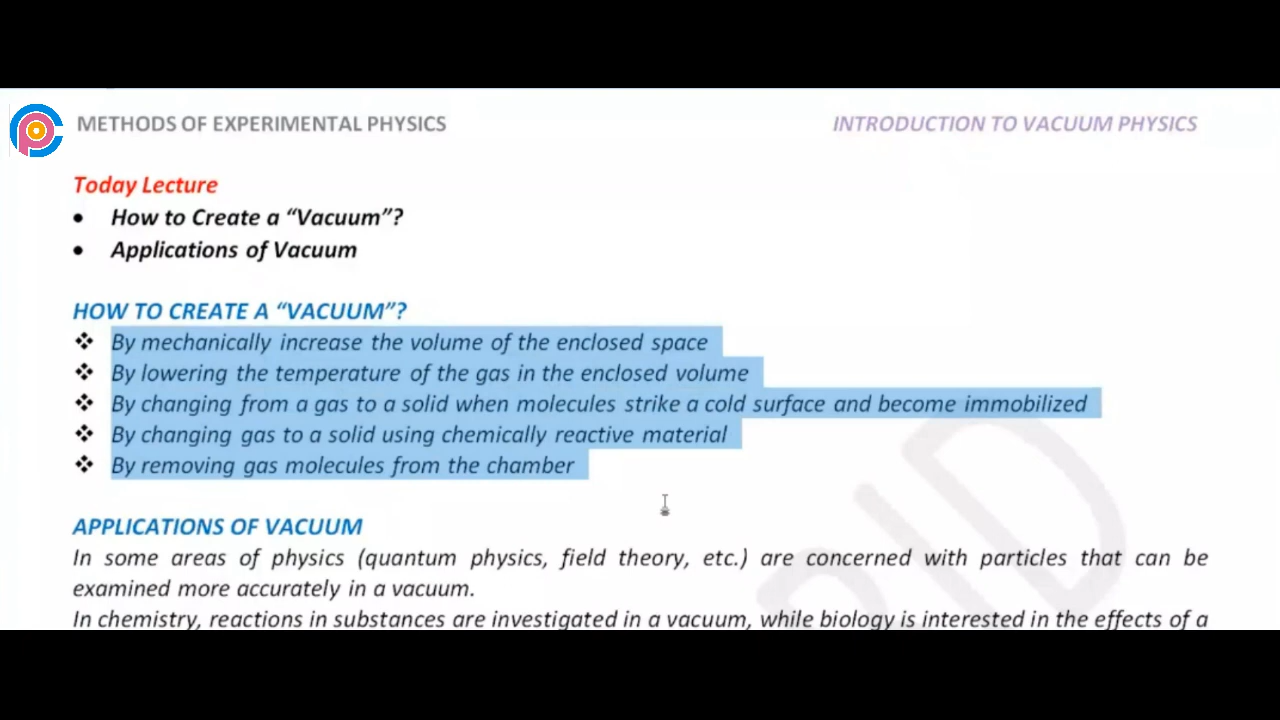 METHODS OF EXPERIMENTAL PHYSICS
INTRODUCTION TO VACUUM PHYSICS
Today Lecture
• How to Create a “Vacuum”?
• Applications of Vacuum
HOW TO CREATE A “VACUUM”?
❖ By mechanically increase the volume of the enclosed space
❖ By lowering the temperature of the gas in the enclosed volume
❖ By changing from a gas to a solid when molecules strike a cold surface and become immobilized
❖ By changing gas to a solid using chemically reactive material
❖ By removing gas molecules from the chamber
APPLICATIONS OF VACUUM
In some areas of physics (quantum physics, field theory, etc.) are concerned with particles that can be
examined more accurately in a vacuum.
In chemistry, reactions in substances are investigated in a vacuum, while biology is interested in the effects of a